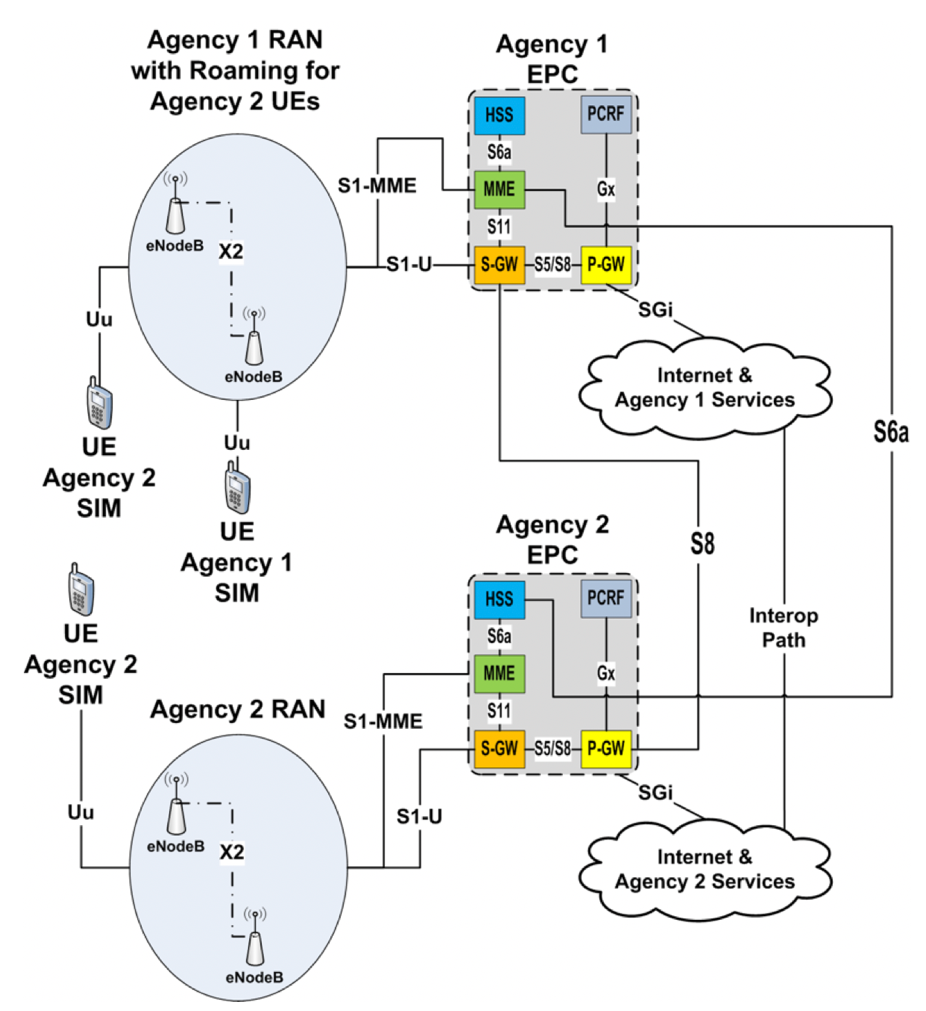 Agency 1 RAN
with Roaming for
Agency 2 UEs
Agency 1
EPC
HSS
PCRF
S6a
S1-MME
MME
Gx
eNodeB
X2
S11
S1-U
S-GW
S5/S8
P-GW
SGi
Uu
eNodeB
Internet &
Agency 1 Services
UE
Agency 2
SIM
Uu
UE
Agency 1
SIM
S6a
S8
Agency 2
EPC
HSS
PCRF
UE
Agency 2
SIM
S6a
Interop
Path
MME
Gx
Agency 2 RAN
S1-MME
S11
S-GW
S5/S8
P-GW
SGi
Uu
S1-U
eNodeB
X2
Internet &
Agency 2 Services
eNodeB